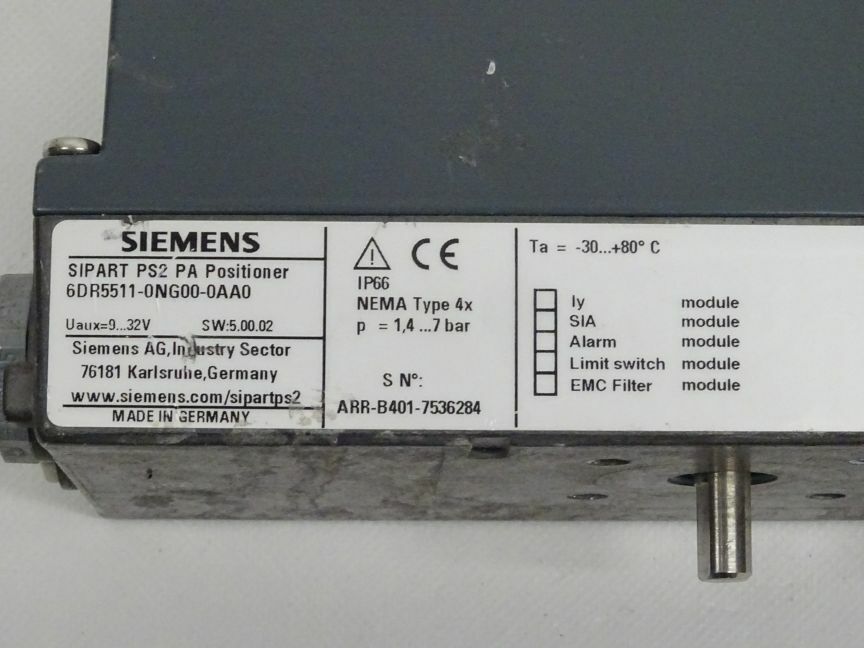 SIEMENS
SIPART PS2 PA Positioner
6DR5511-0NG00-0AA0
Uaux=9...32V SW:5.00.02
Siemens AG,Industry Sector
76181 Karlsruhe,Germany
www.siemens.com/sipartps2
MADE IN GERMANY
CE
IP66
NEMA Type 4x
p = 1,4 ...7 bar
S N°:
ARR-B401-7536284
Ta = -30...+80° C
Iy module
SIA module
Alarm module
Limit switch module
EMC Filter module